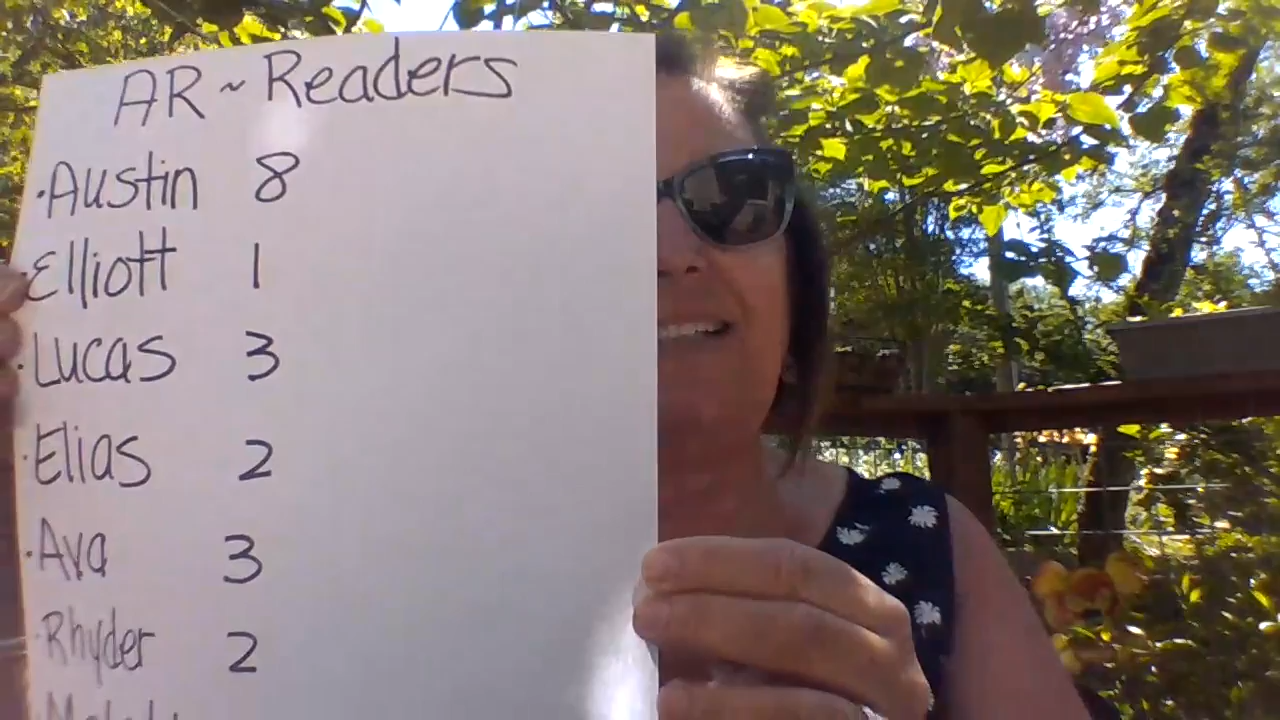 AR ~ Readers
· Austin 8
· Elliott 1
· Lucas 3
· Elias 2
· Ava 3
· Rhyder 2